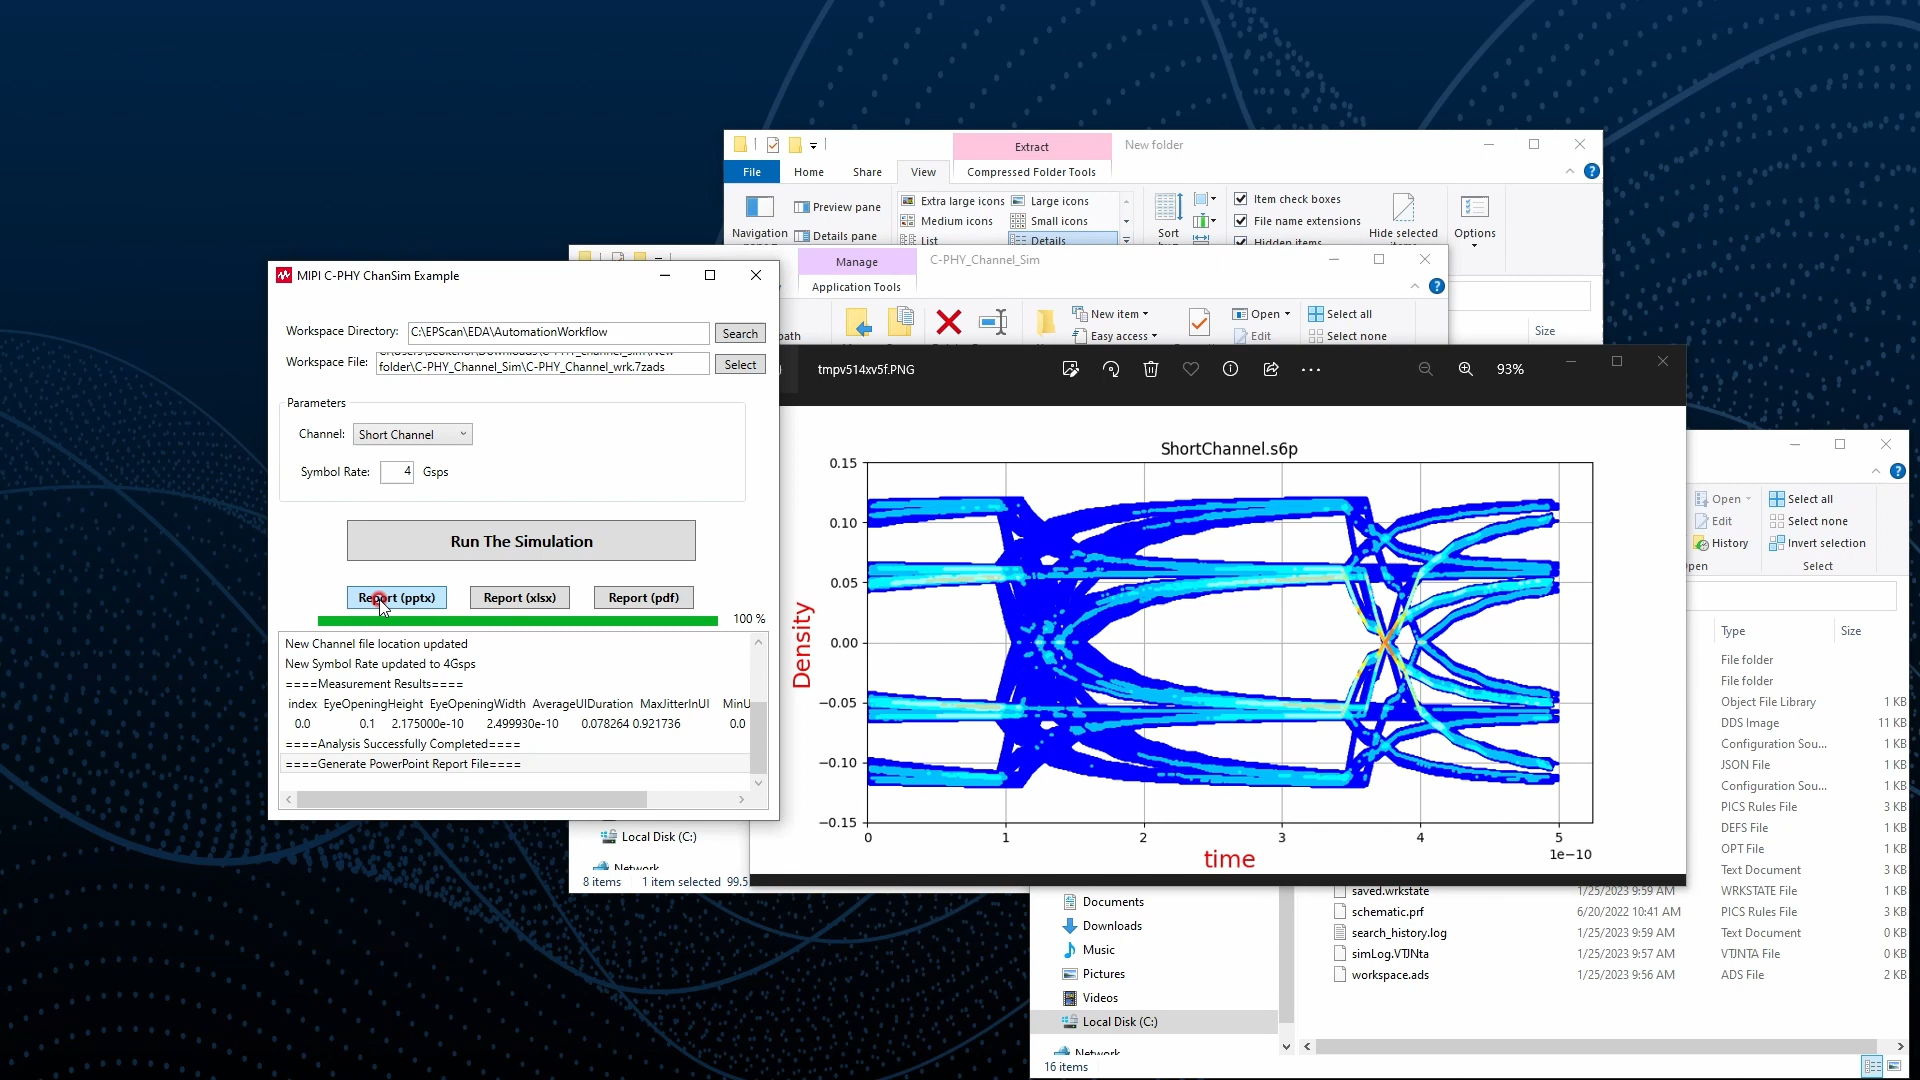 Extract
New folder
File
Home
Share
View
Compressed Folder Tools
Preview pane
Extra large icons
Large icons
Item check boxes
Medium icons
Small icons
File name extensions
Navigation
Details pane
List
Details
Sort
Hidden items
Hide selected
Options
Manage
C-PHY_Channel_Sim
Application Tools
New item
Open
Select all
Easy access
Edit
Select none
Size
MIPI C-PHY ChanSim Example
Workspace Directory:
C:\EPScan\EDA\AutomationWorkflow
Search
Workspace File:
folder\C-PHY_Channel_Sim\C-PHY_Channel_wrk.7zads
Select
Parameters
Channel:
Short Channel
Symbol Rate:
4
Gsps
Run The Simulation
Report (pptx)
Report (xlsx)
Report (pdf)
100 %
New Channel file location updated
New Symbol Rate updated to 4Gsps
====Measurement Results====
index EyeOpeningHeight EyeOpeningWidth AverageUIDuration MaxJitterInUI MinU
0.0 0.1 2.175000e-10 2.499930e-10 0.078264 0.921736 0.0
====Analysis Successfully Completed====
====Generate PowerPoint Report File====
tmpv514xv5f.PNG
93%
ShortChannel.s6p
0.15
0.10
0.05
0.00
−0.05
−0.10
−0.15
Density
0 1 2 3 4 5
1e−10
time
Local Disk (C:)
Network
8 items
1 item selected 99.5
Open
Select all
Edit
Select none
History
Invert selection
Select
Type
Size
File folder
File folder
Object File Library 1 KB
DDS Image 11 KB
Configuration Sou... 1 KB
JSON File 1 KB
Configuration Sou... 1 KB
PICS Rules File 3 KB
DEFS File 1 KB
OPT File 1 KB
Text Document 3 KB
saved.wrkstate 1/25/2023 9:59 AM WRKSTATE File 1 KB
schematic.prf 6/20/2022 10:41 AM PICS Rules File 3 KB
search_history.log 1/25/2023 9:59 AM Text Document 0 KB
simLog.VTJNta 1/25/2023 9:57 AM VTJNTA File 0 KB
workspace.ads 1/25/2023 9:56 AM ADS File 2 KB
Documents
Downloads
Music
Pictures
Videos
Local Disk (C:)
Network
16 items